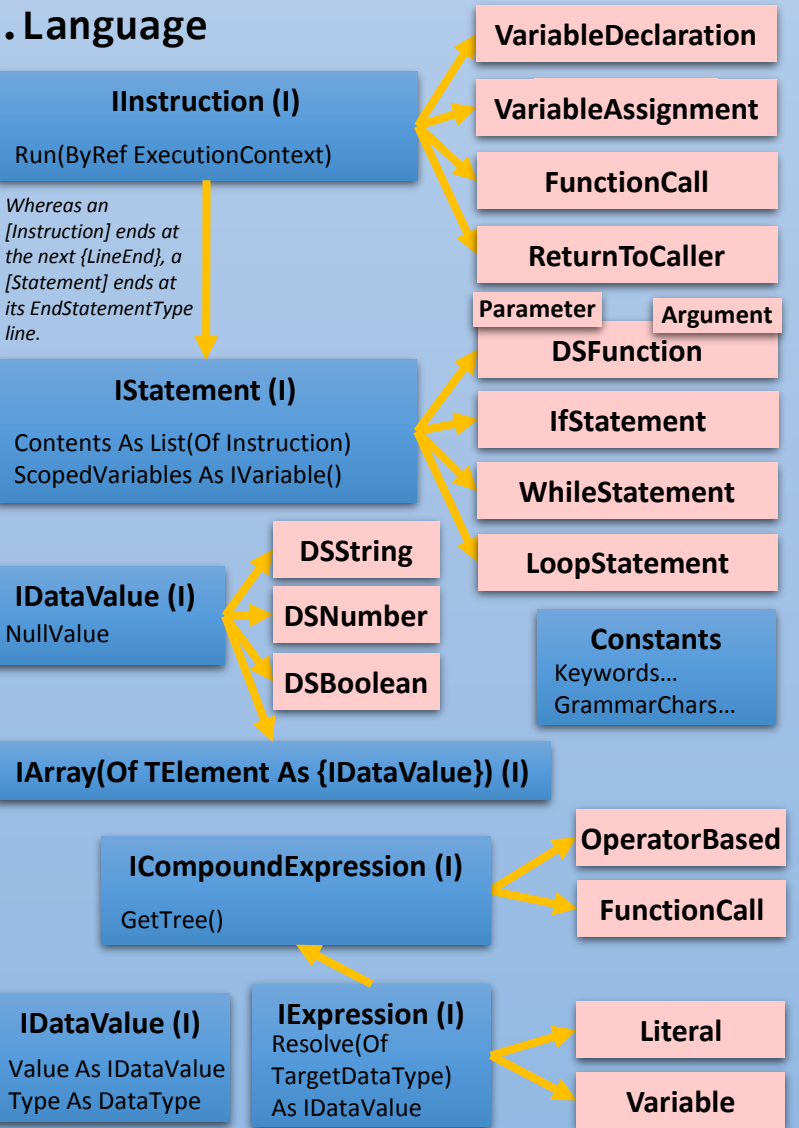 .Language
VariableDeclaration
IInstruction (I)
Run(ByRef ExecutionContext)
VariableAssignment
FunctionCall
ReturnToCaller
Whereas an
[Instruction] ends at
the next {LineEnd}, a
[Statement] ends at
its EndStatementType
line.
Parameter
Argument
DSFunction
IStatement (I)
Contents As List(Of Instruction)
ScopedVariables As IVariable()
IfStatement
WhileStatement
LoopStatement
DSString
IDataValue (I)
NullValue
DSNumber
DSBoolean
Constants
Keywords…
GrammarChars…
IArray(Of TElement As {IDataValue}) (I)
ICompoundExpression (I)
GetTree()
OperatorBased
FunctionCall
IDataValue (I)
Value As IDataValue
Type As DataType
IExpression (I)
Resolve(Of
TargetDataType)
As IDataValue
Literal
Variable